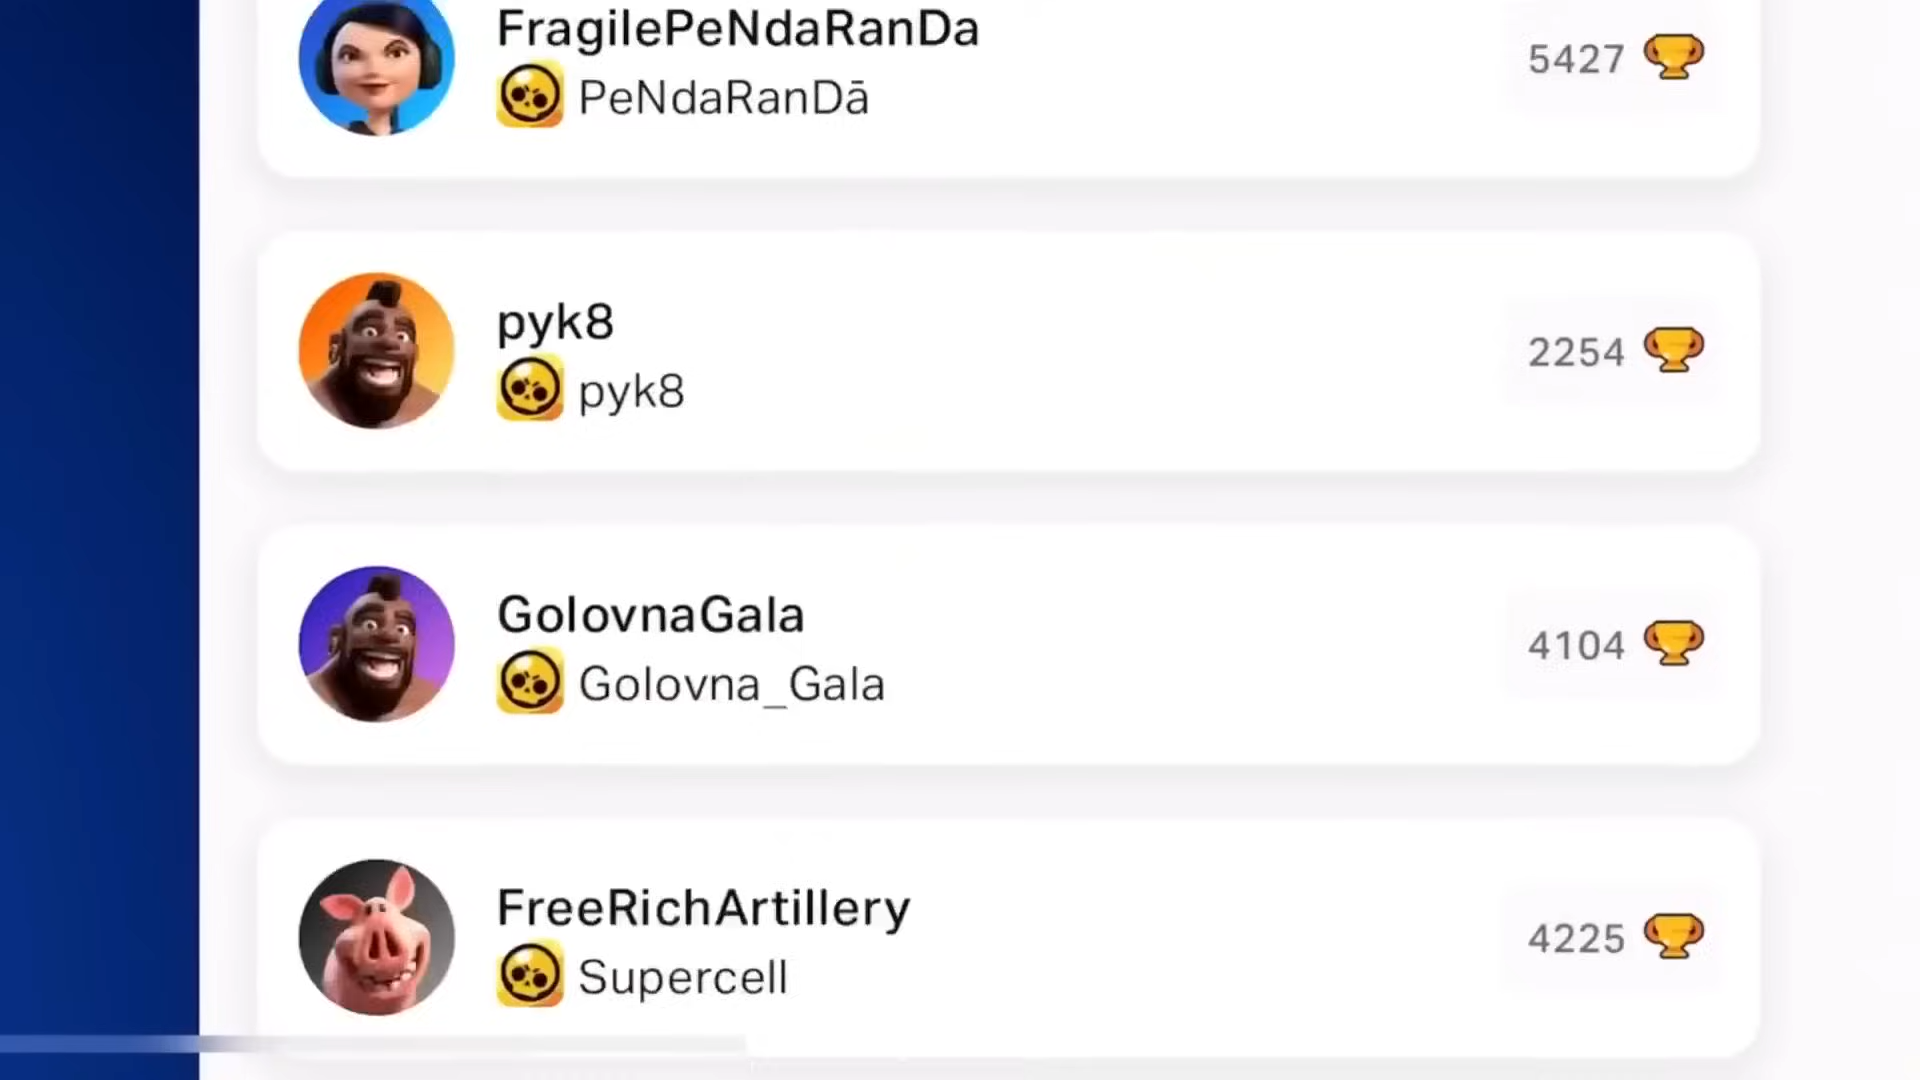 FragilePeNdaRanDa
PeNdaRanDā
5427
pyk8
pyk8
2254
GolovnaGala
Golovna_Gala
4104
FreeRichArtillery
Supercell
4225